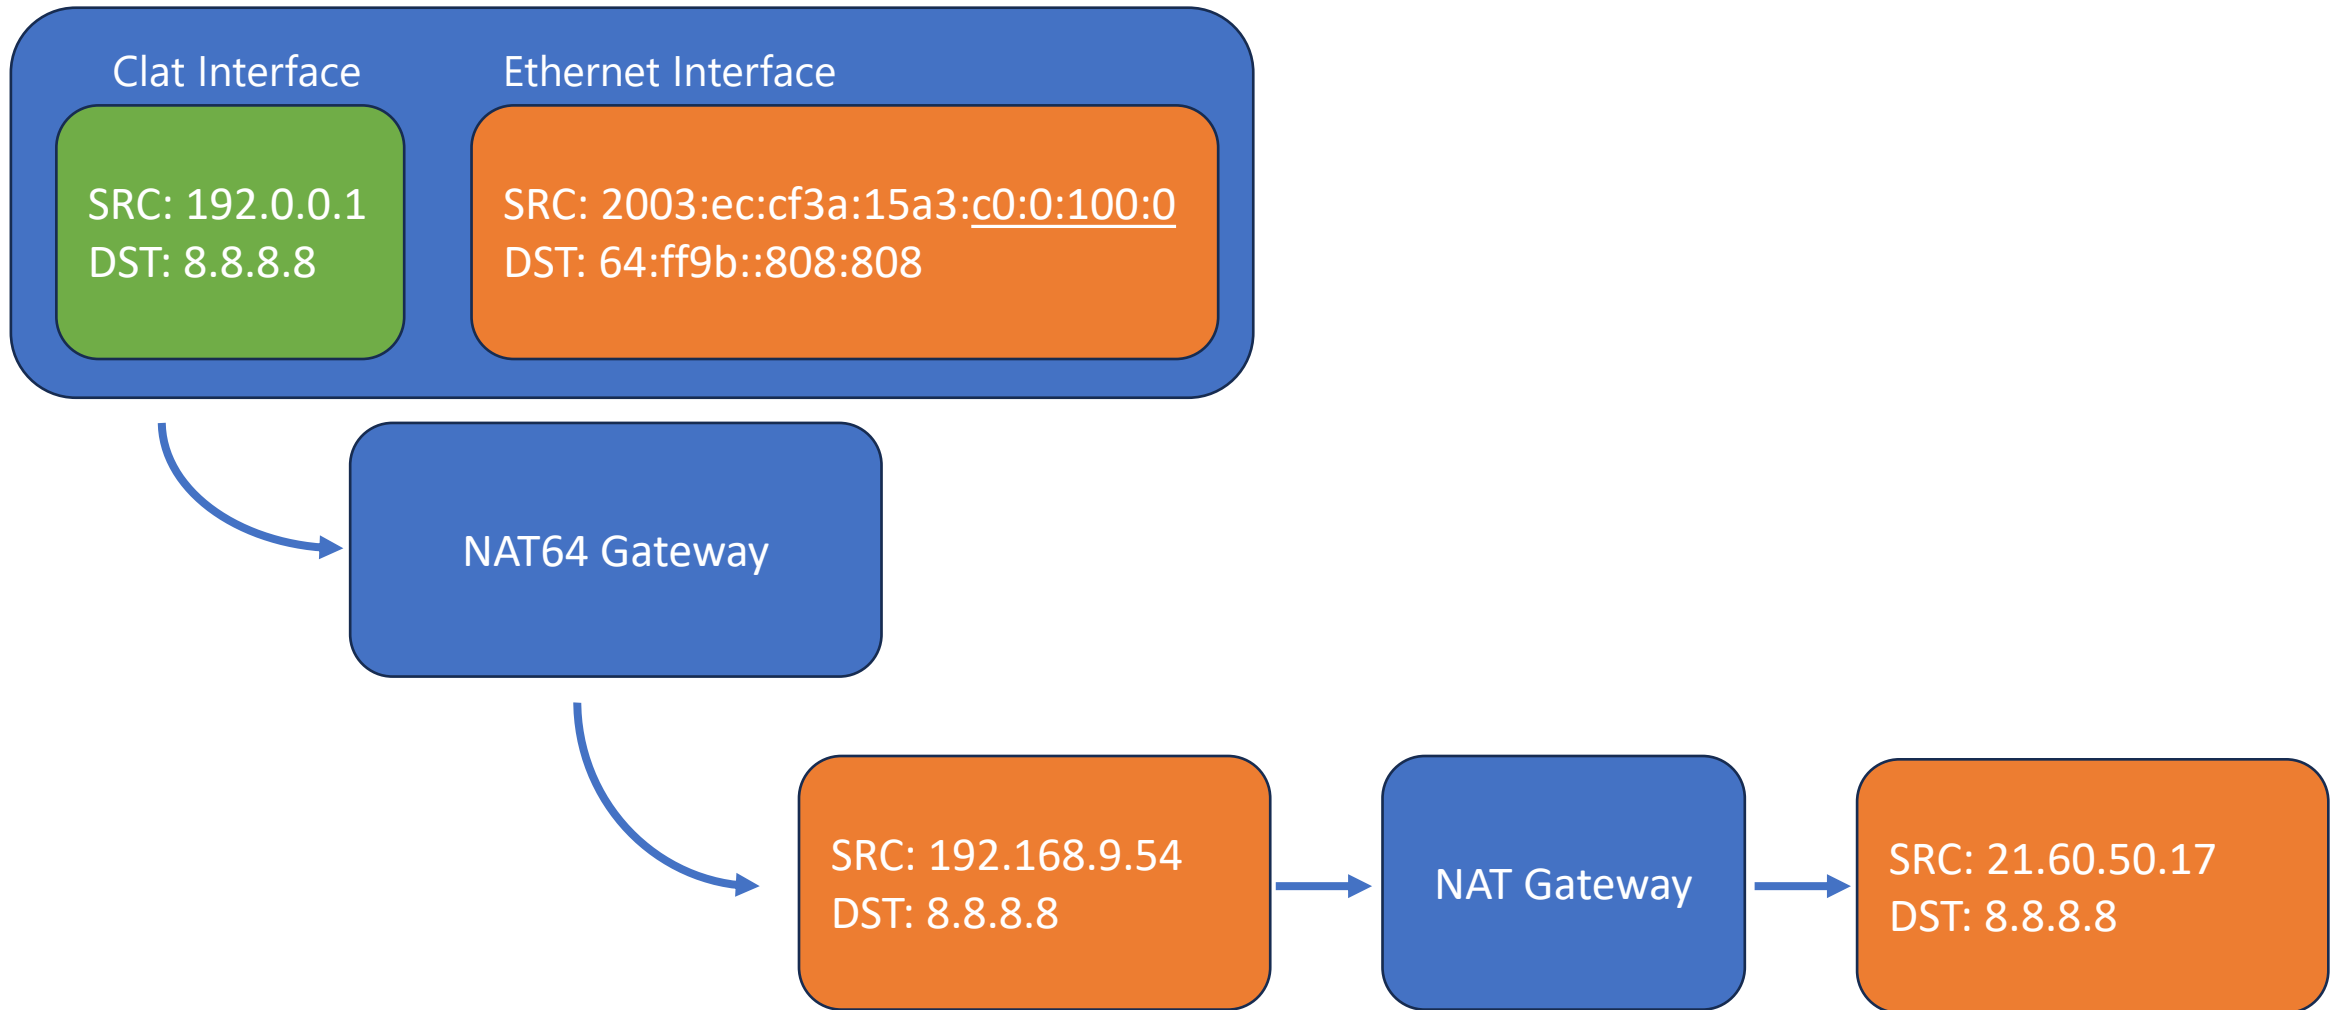 Clat Interface
Ethernet Interface
SRC: 192.0.0.1
DST: 8.8.8.8
SRC: 2003:ec:cf3a:15a3:c0:0:100:0
DST: 64:ff9b::808:808
NAT64 Gateway
SRC: 192.168.9.54
DST: 8.8.8.8
NAT Gateway
SRC: 21.60.50.17
DST: 8.8.8.8